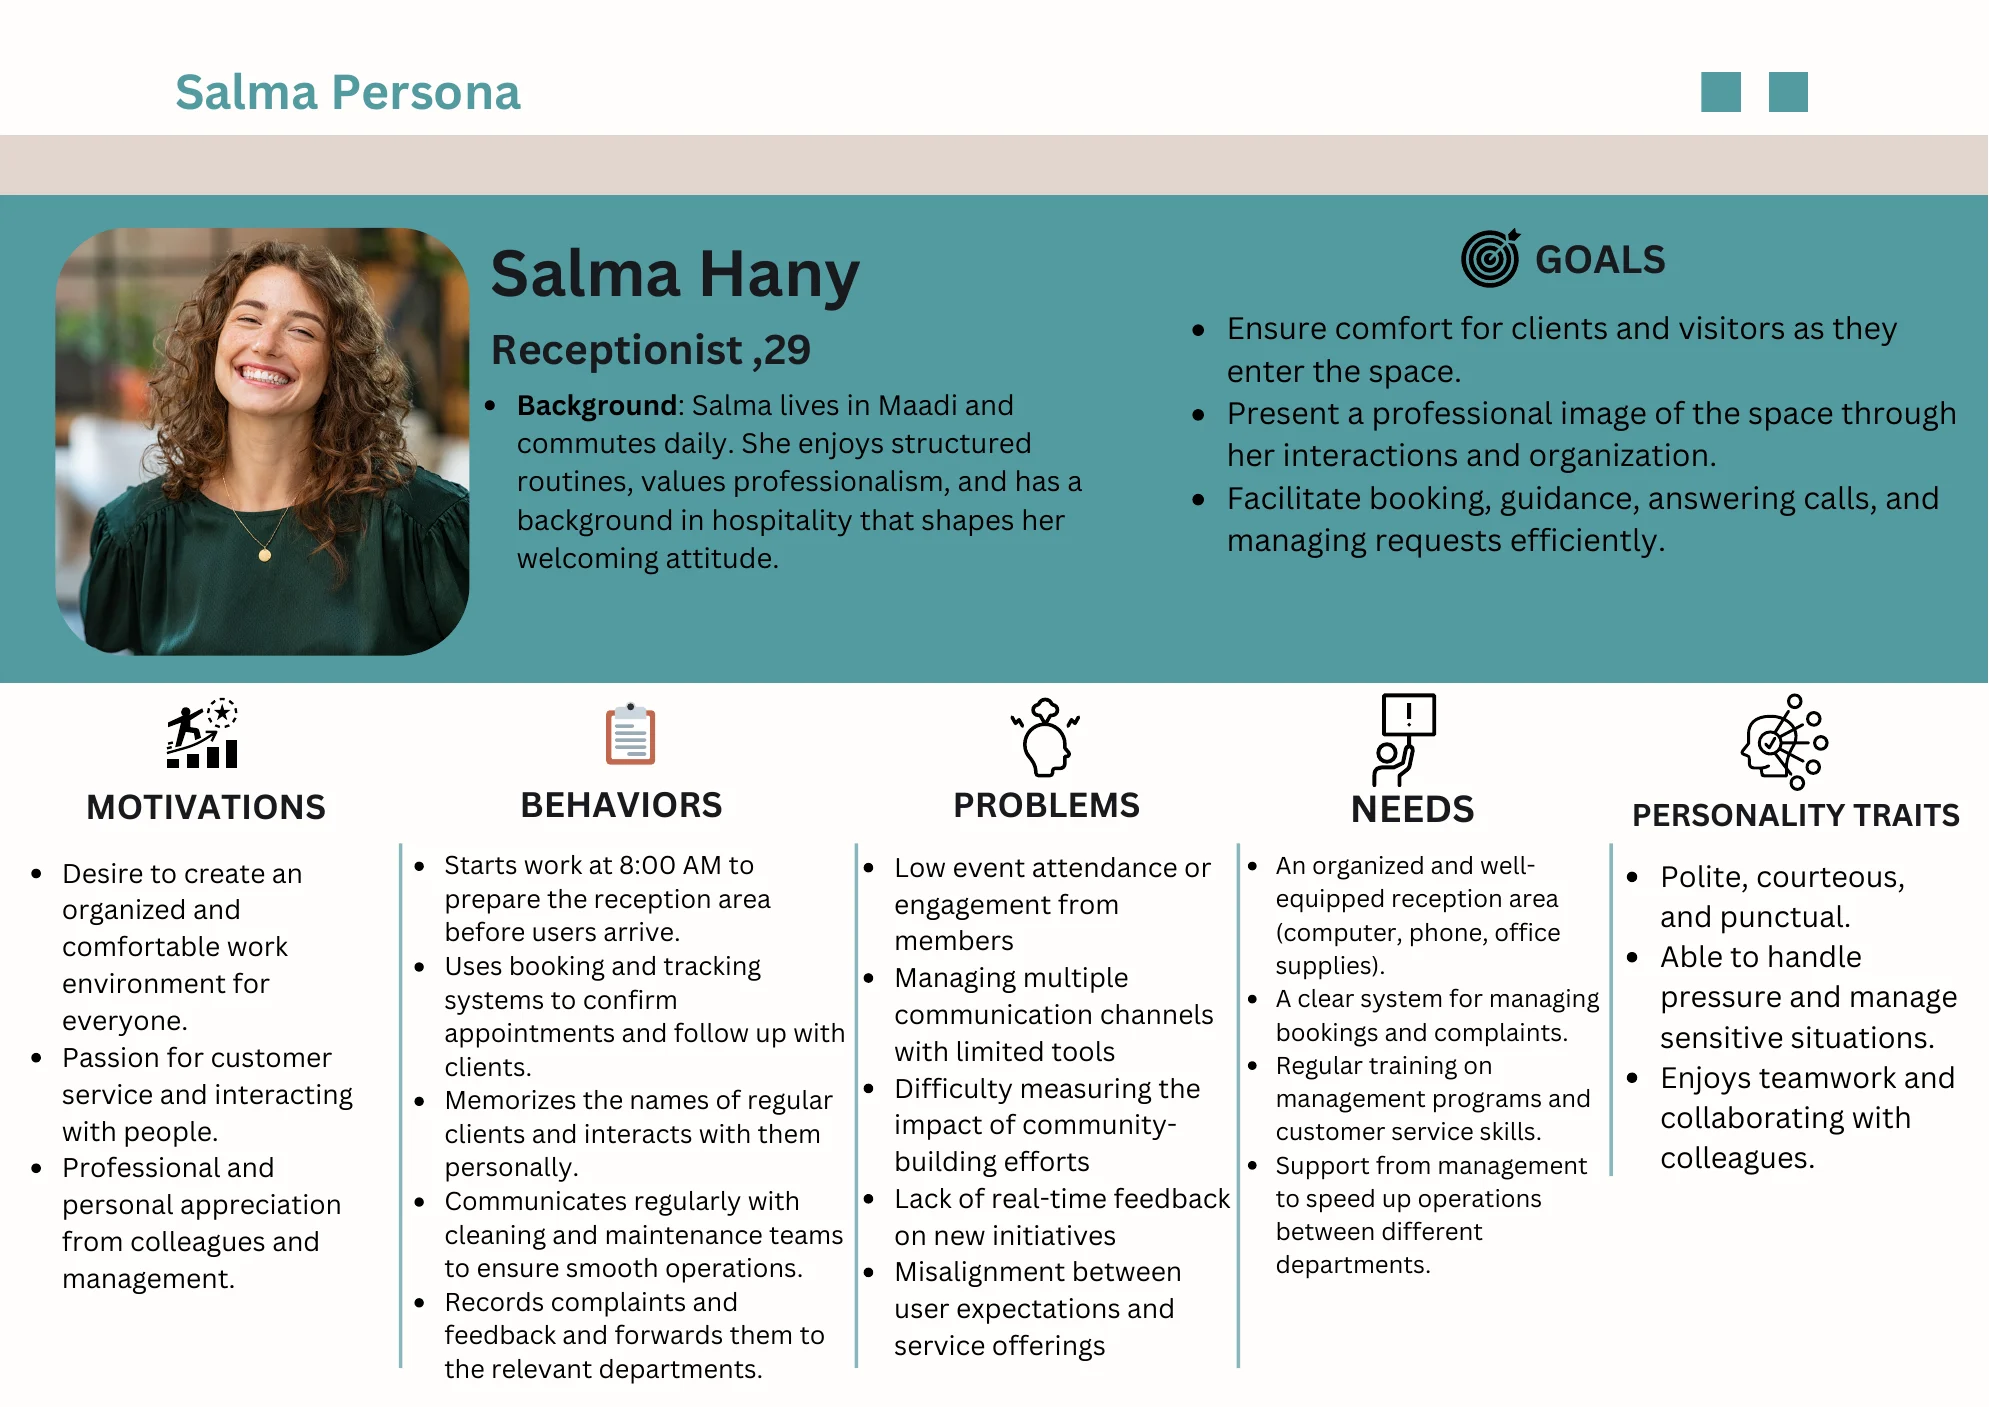 Salma Persona
Salma Hany
Receptionist ,29
• Background: Salma lives in Maadi and
commutes daily. She enjoys structured
routines, values professionalism, and has a
background in hospitality that shapes her
welcoming attitude.
GOALS
• Ensure comfort for clients and visitors as they
enter the space.
• Present a professional image of the space through
her interactions and organization.
• Facilitate booking, guidance, answering calls, and
managing requests efficiently.
MOTIVATIONS
• Desire to create an
organized and
comfortable work
environment for
everyone.
• Passion for customer
service and interacting
with people.
• Professional and
personal appreciation
from colleagues and
management.
BEHAVIORS
• Starts work at 8:00 AM to
prepare the reception area
before users arrive.
• Uses booking and tracking
systems to confirm
appointments and follow up with
clients.
• Memorizes the names of regular
clients and interacts with them
personally.
• Communicates regularly with
cleaning and maintenance teams
to ensure smooth operations.
• Records complaints and
feedback and forwards them to
the relevant departments.
PROBLEMS
• Low event attendance or
engagement from
members
• Managing multiple
communication channels
with limited tools
• Difficulty measuring the
impact of community-
building efforts
• Lack of real-time feedback
on new initiatives
• Misalignment between
user expectations and
service offerings
!
NEEDS
• An organized and well-
equipped reception area
(computer, phone, office
supplies).
• A clear system for managing
bookings and complaints.
• Regular training on
management programs and
customer service skills.
• Support from management
to speed up operations
between different
departments.
PERSONALITY TRAITS
• Polite, courteous,
and punctual.
• Able to handle
pressure and manage
sensitive situations.
• Enjoys teamwork and
collaborating with
colleagues.